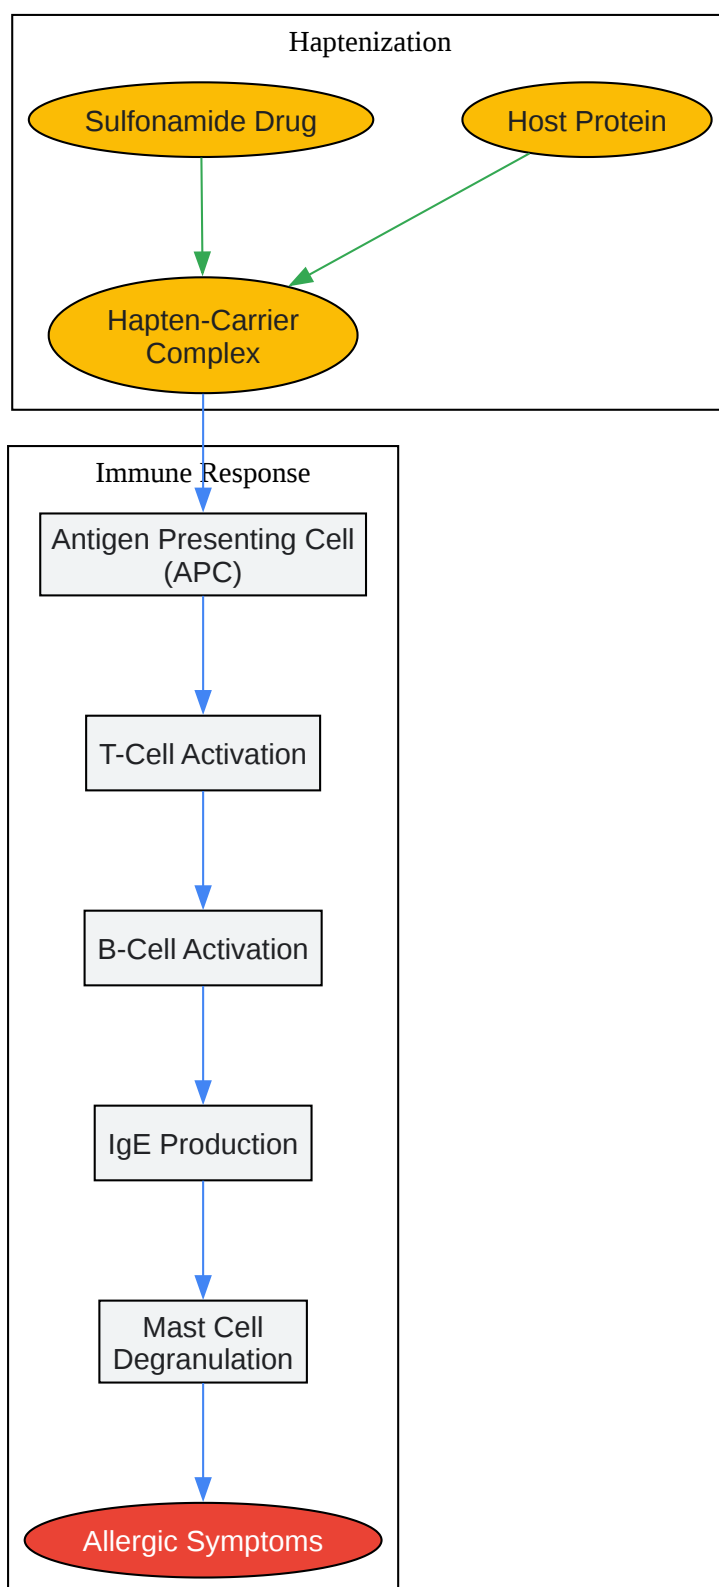 Haptenization
Sulfonamide Drug
Host Protein
Hapten-Carrier
Complex
Immune Response
Antigen Presenting Cell
(APC)
T-Cell Activation
B-Cell Activation
IgE Production
Mast Cell
Degranulation
Allergic Symptoms